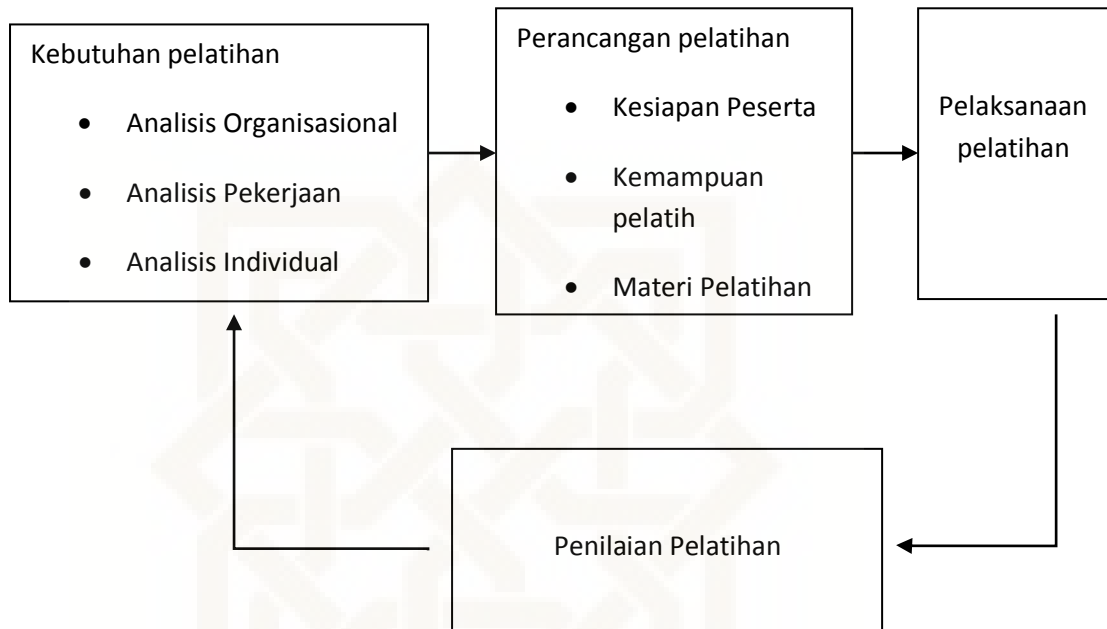 Kebutuhan pelatihan
• Analisis Organisasional
• Analisis Pekerjaan
• Analisis Individual
Perancangan pelatihan
• Kesiapan Peserta
• Kemampuan
pelatih
• Materi Pelatihan
Pelaksanaan
pelatihan
Penilaian Pelatihan